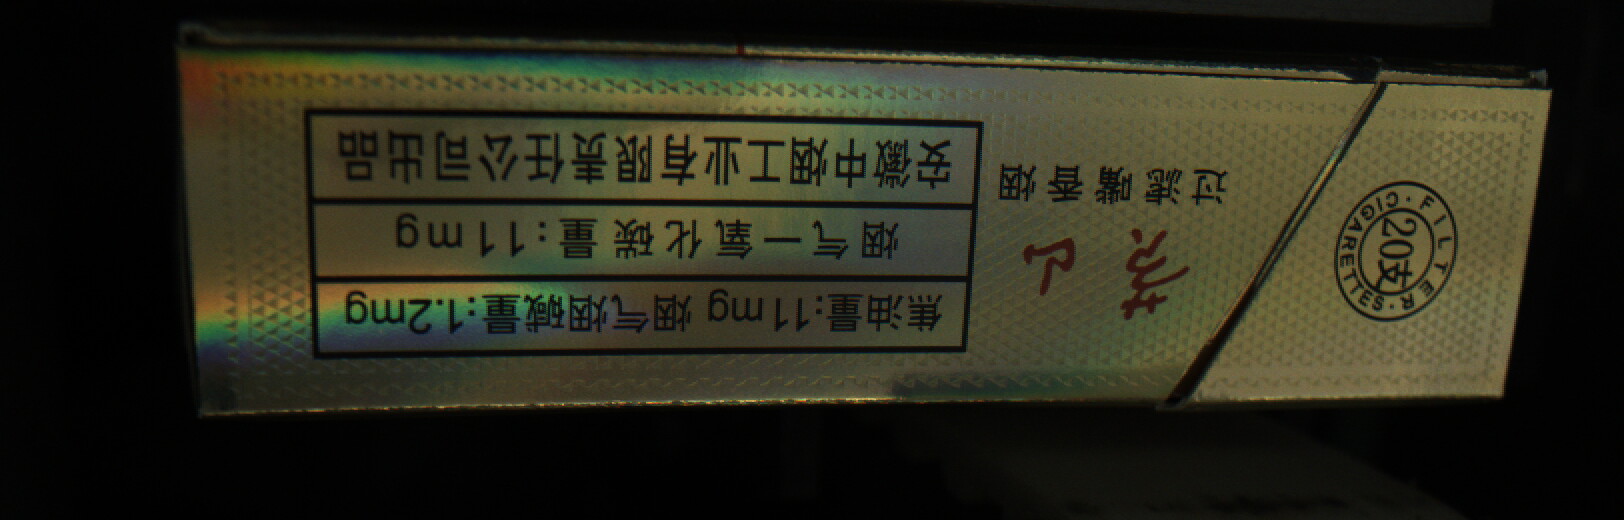 FILTER · CIGARETTES ·
20支
黄山
过滤嘴香烟
焦油量:11mg 烟气烟碱量:1.2mg
烟气一氧化碳量:11mg
安徽中烟工业有限责任公司出品